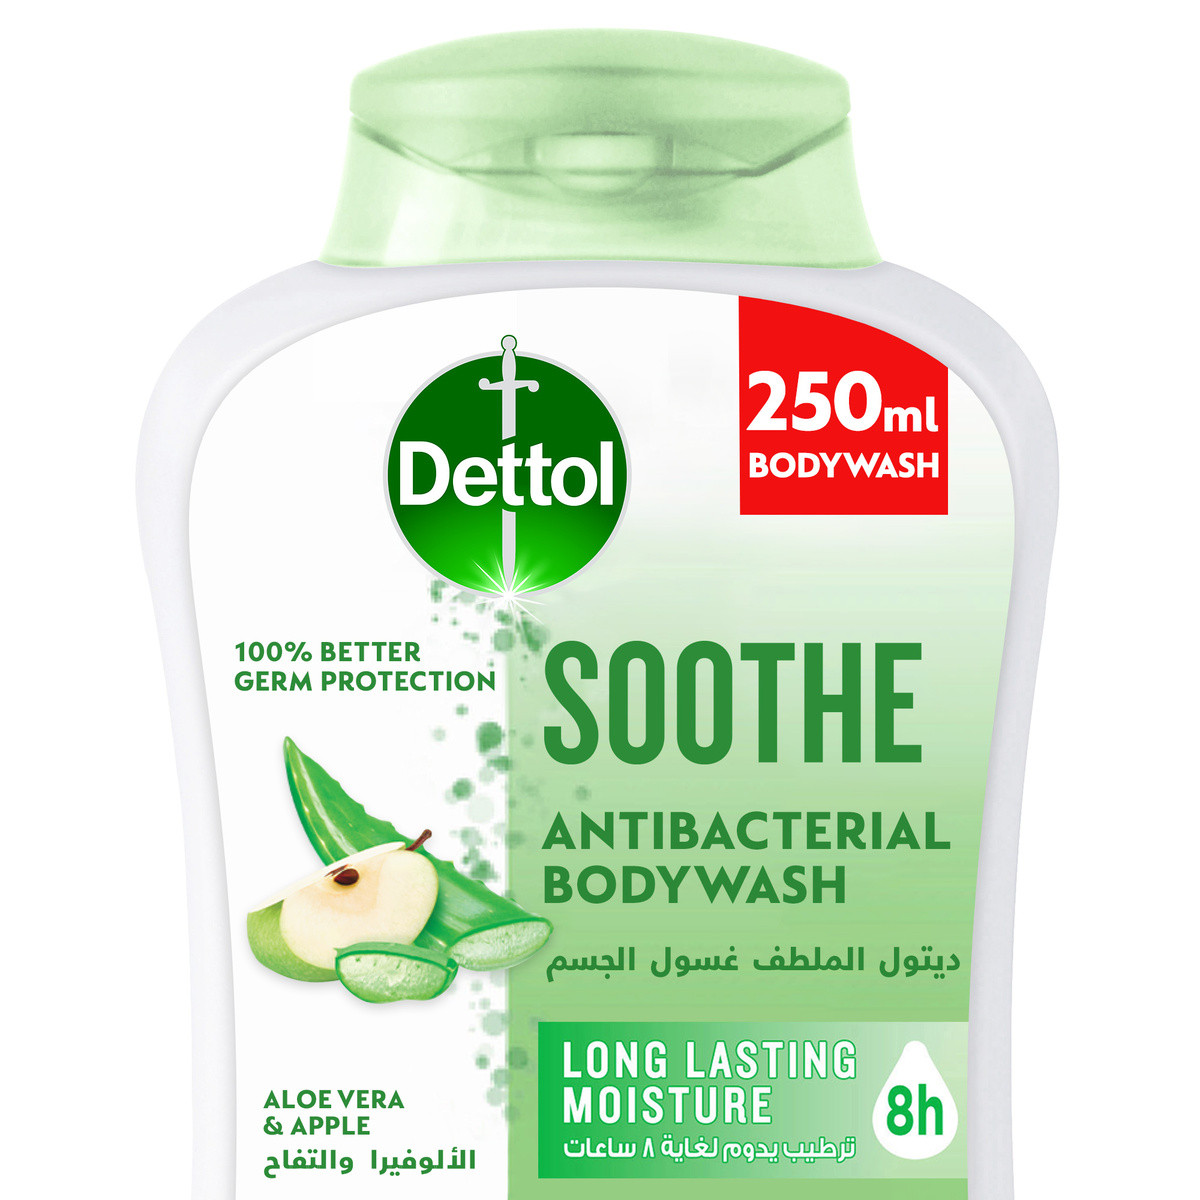 Dettol
250ml
BODYWASH
100% BETTER
GERM PROTECTION
SOOTHE
ANTIBACTERIAL
BODYWASH
ديتول الملطف غسول الجسم
LONG LASTING
MOISTURE
ترطيب يدوم لغاية ٨ ساعات
8h
ALOE VERA
& APPLE
الألوفيرا والتفاح